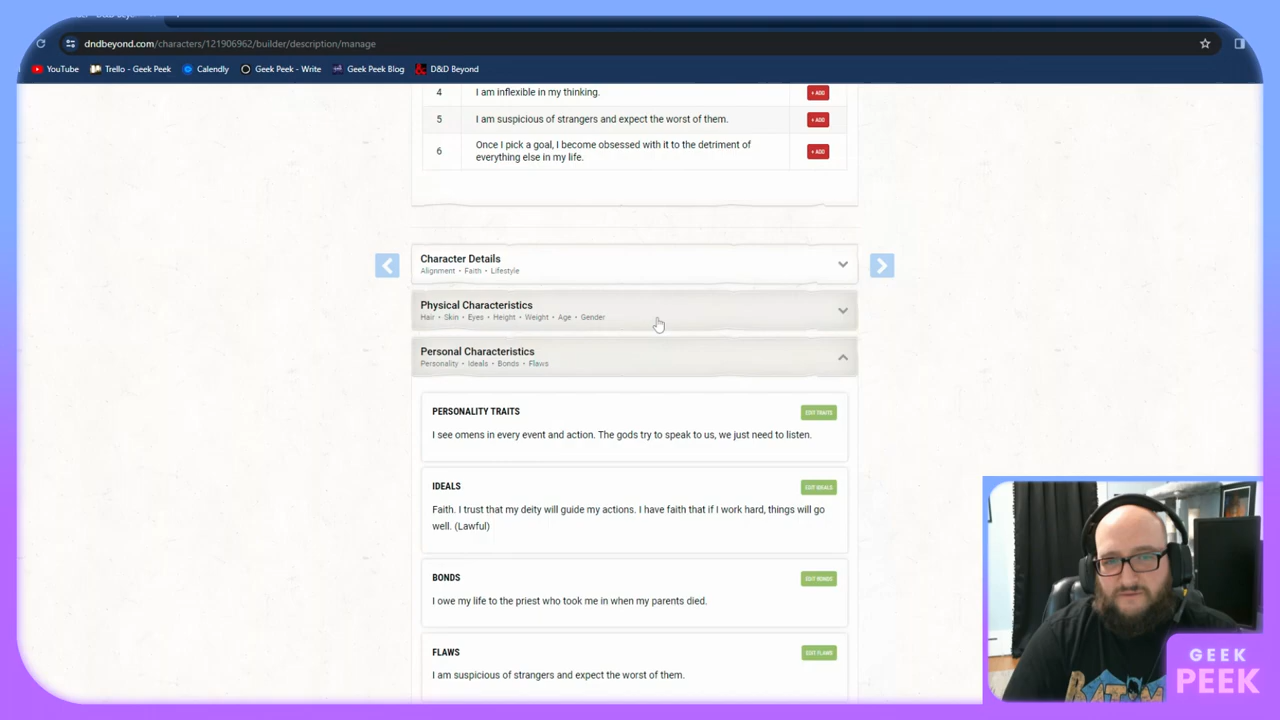 dndbeyond.com/characters/121906962/builder/description/manage
YouTube Trello - Geek Peek Calendly Geek Peek - Write Geek Peek Blog D&D Beyond
4 I am inflexible in my thinking. + ADD
5 I am suspicious of strangers and expect the worst of them. + ADD
6 Once I pick a goal, I become obsessed with it to the detriment of + ADD
everything else in my life.
Character Details
Alignment • Faith • Lifestyle
Physical Characteristics
Hair • Skin • Eyes • Height • Weight • Age • Gender
Personal Characteristics
Personality • Ideals • Bonds • Flaws
PERSONALITY TRAITS EDIT TRAITS
I see omens in every event and action. The gods try to speak to us, we just need to listen.
IDEALS EDIT IDEALS
Faith. I trust that my deity will guide my actions. I have faith that if I work hard, things will go
well. (Lawful)
BONDS EDIT BONDS
I owe my life to the priest who took me in when my parents died.
FLAWS EDIT FLAWS
I am suspicious of strangers and expect the worst of them.
GEEK
PEEK